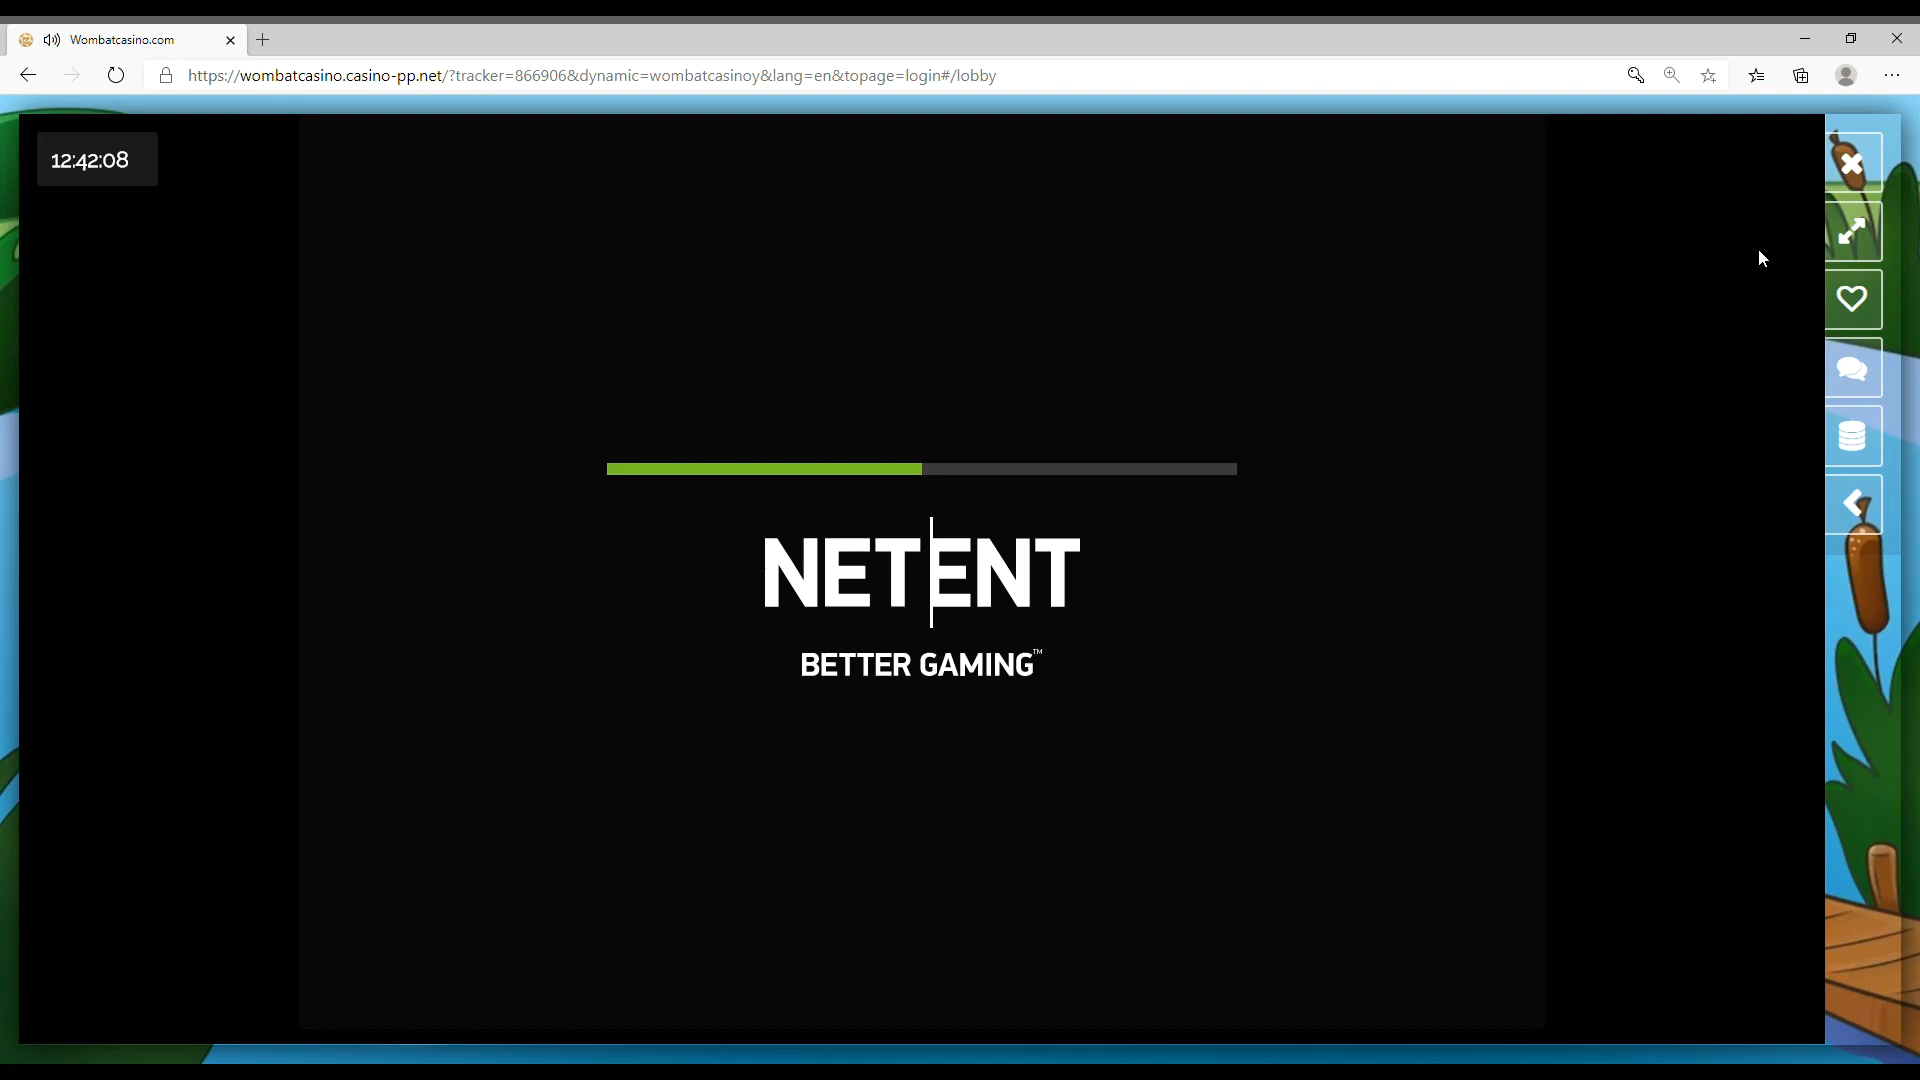 Wombatcasino.com
https://wombatcasino.casino-pp.net/?tracker=866906&dynamic=wombatcasinoy&lang=en&topage=login#/lobby
12:42:08
NETENT
BETTER GAMING™